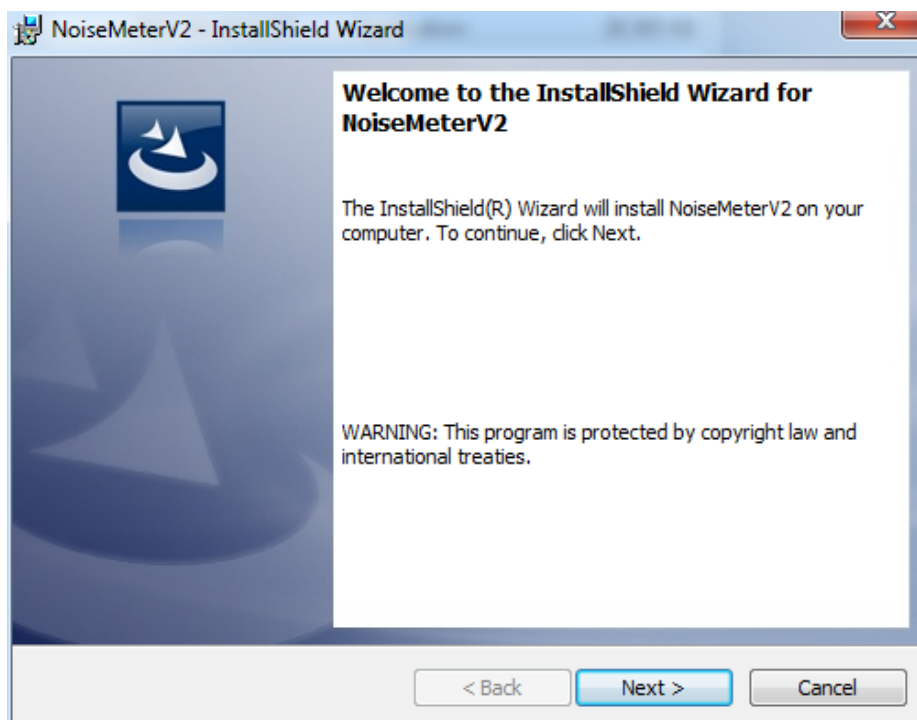 NoiseMeterV2 - InstallShield Wizard
Welcome to the InstallShield Wizard for
NoiseMeterV2
The InstallShield(R) Wizard will install NoiseMeterV2 on your
computer. To continue, click Next.
WARNING: This program is protected by copyright law and
international treaties.
< Back Next > Cancel